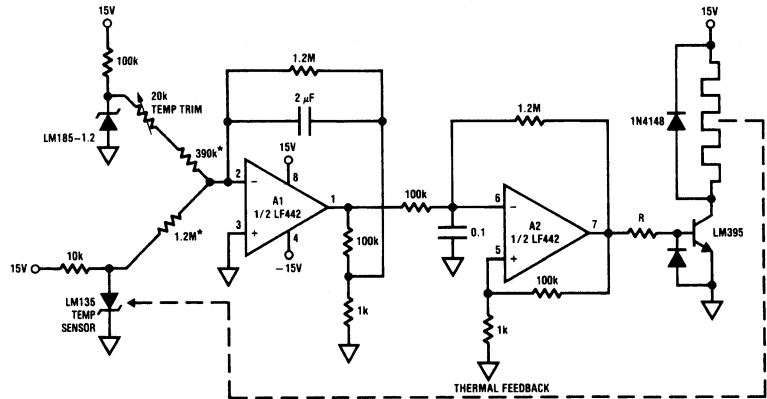 15V
100k
20k
TEMP TRIM
LM185-1.2
390k*
1.2M*
15V
10k
LM135
TEMP
SENSOR
1.2M
2 μF
15V
8
2
−
A1
1/2 LF442
1
3
+
4
−15V
100k
1k
100k
0.1
1.2M
6
−
A2
1/2 LF442
7
5
+
100k
1k
R
15V
1N4148
LM395
THERMAL FEEDBACK